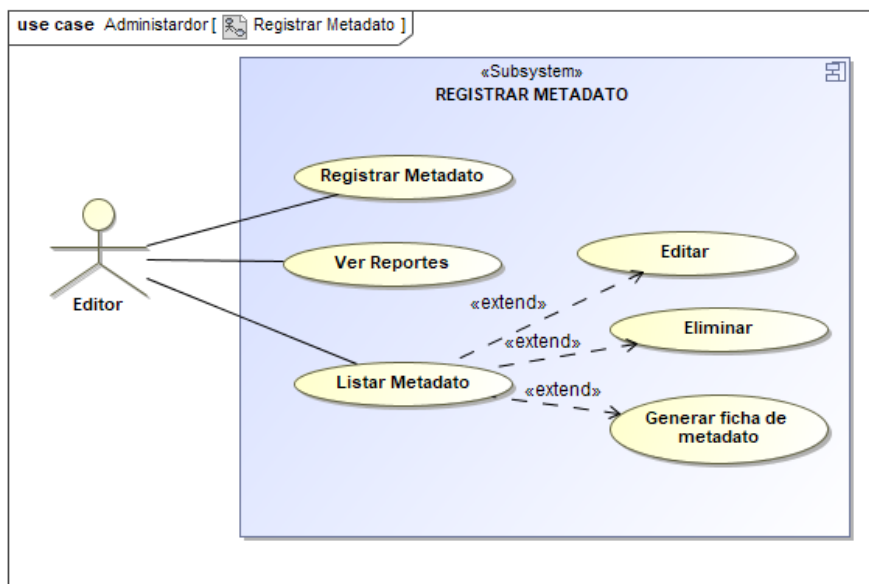 use case Administardor [ Registrar Metadato ]
«Subsystem»
REGISTRAR METADATO
Registrar Metadato
Ver Reportes
Editar
Editor
«extend»
Eliminar
«extend»
Listar Metadato
«extend»
Generar ficha de
metadato